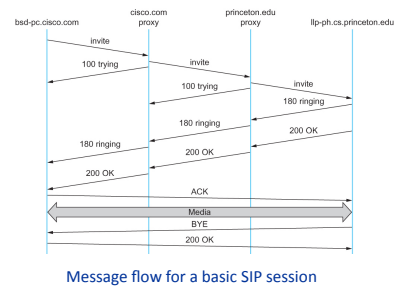 cisco.com princeton.edu
bsd-pc.cisco.com proxy proxy llp-ph.cs.princeton.edu
invite
invite
100 trying
invite
100 trying
180 ringing
180 ringing
200 OK
180 ringing
200 OK
200 OK
ACK
Media
BYE
200 OK
Message flow for a basic SIP session